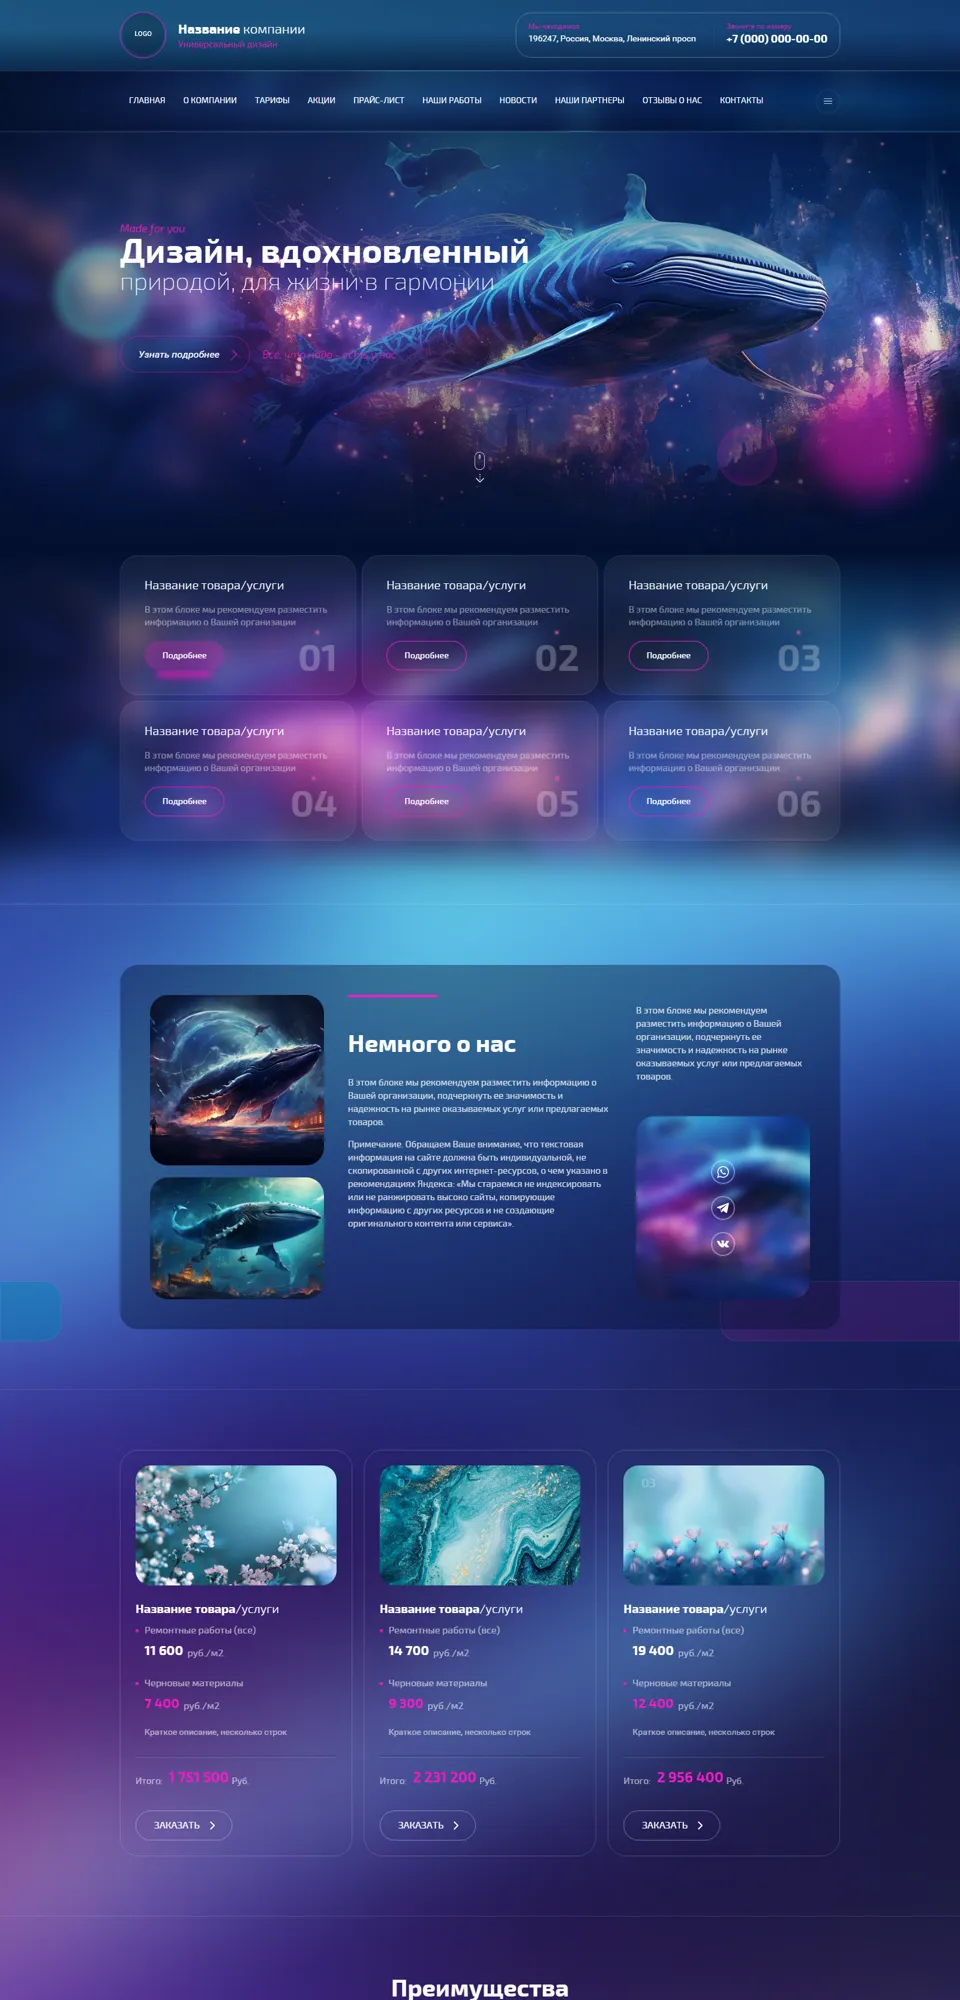 LOGO
Название компании
Универсальный дизайн
Мы находимся
196247, Россия, Москва, Ленинский просп
Звоните по номеру
+7 (000) 000-00-00
ГЛАВНАЯ
О КОМПАНИИ
ТАРИФЫ
АКЦИИ
ПРАЙС-ЛИСТ
НАШИ РАБОТЫ
НОВОСТИ
НАШИ ПАРТНЕРЫ
ОТЗЫВЫ О НАС
КОНТАКТЫ
Made for you
Дизайн, вдохновленный
природой, для жизни в гармонии
Узнать подробнее
Все, что надо - есть у нас
Название товара/услуги
В этом блоке мы рекомендуем разместить
информацию о Вашей организации
Подробнее
01
Название товара/услуги
В этом блоке мы рекомендуем разместить
информацию о Вашей организации
Подробнее
02
Название товара/услуги
В этом блоке мы рекомендуем разместить
информацию о Вашей организации
Подробнее
03
Название товара/услуги
В этом блоке мы рекомендуем разместить
информацию о Вашей организации
Подробнее
04
Название товара/услуги
В этом блоке мы рекомендуем разместить
информацию о Вашей организации
Подробнее
05
Название товара/услуги
В этом блоке мы рекомендуем разместить
информацию о Вашей организации
Подробнее
06
Немного о нас
В этом блоке мы рекомендуем разместить информацию о
Вашей организации, подчеркнуть ее значимость и
надежность на рынке оказываемых услуг или предлагаемых
товаров.
Примечание. Обращаем Ваше внимание, что текстовая
информация на сайте должна быть индивидуальной, не
скопированной с других интернет-ресурсов, о чем указано в
рекомендациях Яндекса: «Мы стараемся не индексировать
или не ранжировать высоко сайты, копирующие
информацию с других ресурсов и не создающие
оригинального контента или сервиса».
В этом блоке мы рекомендуем
разместить информацию о Вашей
организации, подчеркнуть ее
значимость и надежность на рынке
оказываемых услуг или предлагаемых
товаров.
Название товара/услуги
Ремонтные работы (все)
11 600 руб./м2
Черновые материалы
7 400 руб./м2
Краткое описание, несколько строк
Итого: 1 751 500 Руб.
ЗАКАЗАТЬ
02
Название товара/услуги
Ремонтные работы (все)
14 700 руб./м2
Черновые материалы
9 300 руб./м2
Краткое описание, несколько строк
Итого: 2 231 200 Руб.
ЗАКАЗАТЬ
03
Название товара/услуги
Ремонтные работы (все)
19 400 руб./м2
Черновые материалы
12 400 руб./м2
Краткое описание, несколько строк
Итого: 2 956 400 Руб.
ЗАКАЗАТЬ
Преимущества